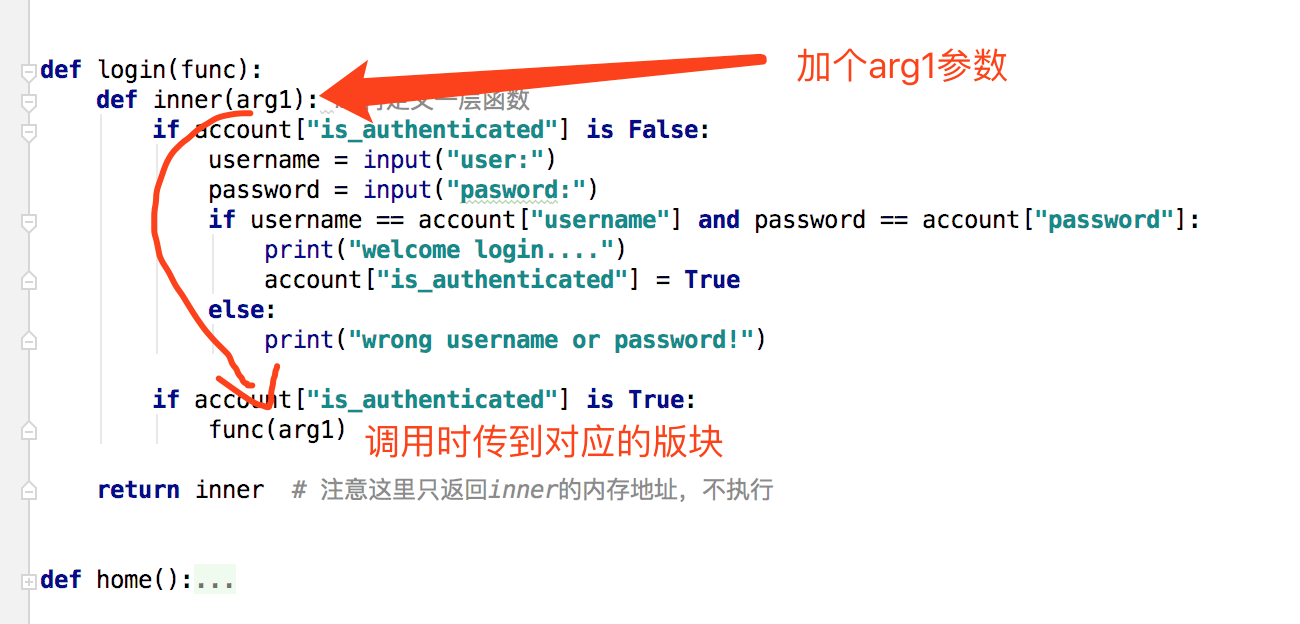 加个arg1参数
def login(func):
def inner(arg1): # 再定义一层函数
if account["is_authenticated"] is False:
username = input("user:")
password = input("pasword:")
if username == account["username"] and password == account["password"]:
print("welcome login....")
account["is_authenticated"] = True
else:
print("wrong username or password!")
if account["is_authenticated"] is True:
func(arg1)
调用时传到对应的版块
return inner # 注意这里只返回inner的内存地址，不执行
def home():...